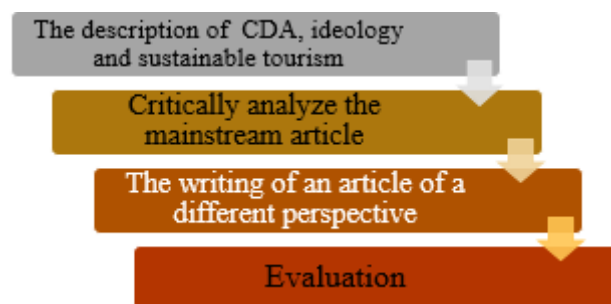 The description of CDA, ideology
and sustainable tourism
Critically analyze the
mainstream article
The writing of an article of a
different perspective
Evaluation